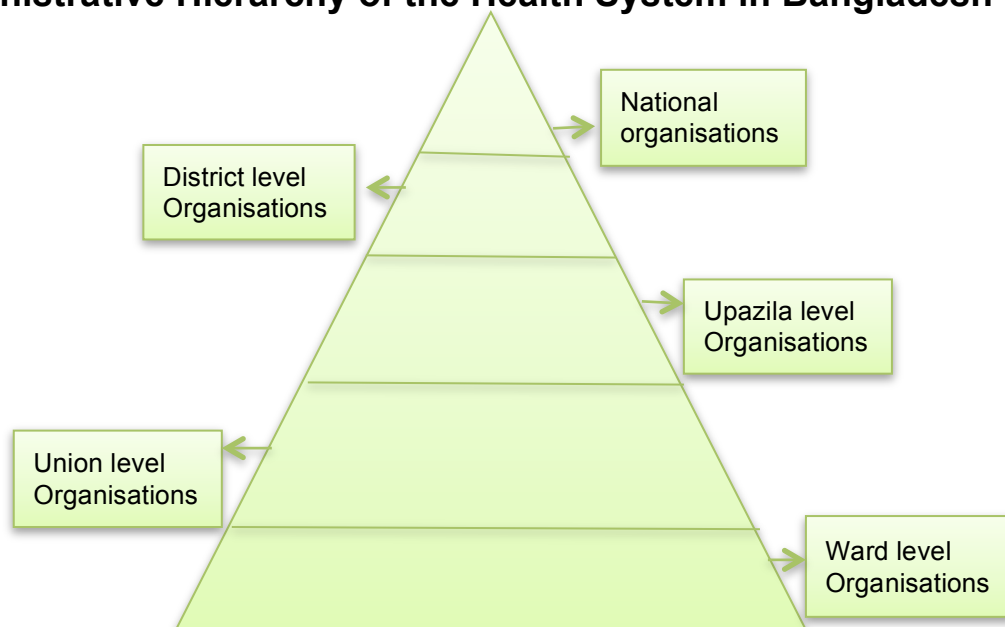 nistrative Hierarchy of the Health System in Bangladesh
National
organisations
District level
Organisations
Upazila level
Organisations
Union level
Organisations
Ward level
Organisations